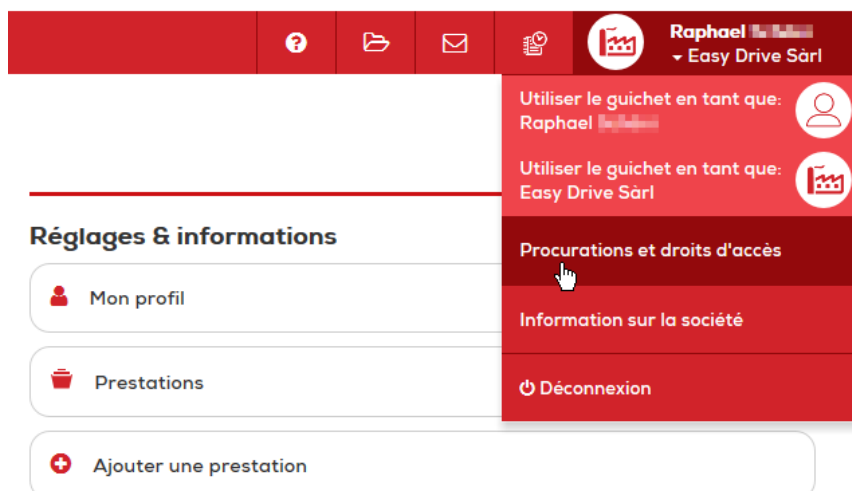 Raphael
Easy Drive Sàrl
Utiliser le guichet en tant que:
Raphael
Utiliser le guichet en tant que:
Easy Drive Sàrl
Procurations et droits d'accès
Information sur la société
Déconnexion
Réglages & informations
Mon profil
Prestations
Ajouter une prestation